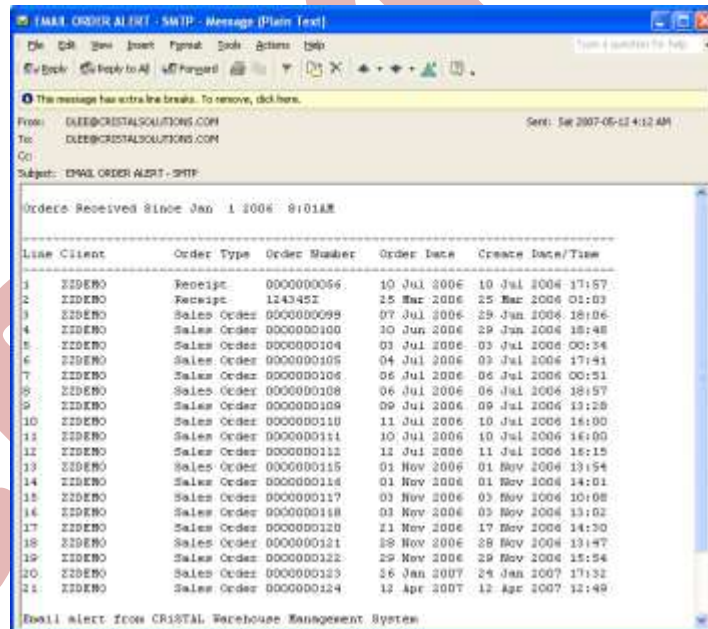 EMAIL ORDER ALERT - SMTP - Message (Plain Text)
File Edit View Insert Format Tools Actions Help
Reply Reply to All Forward
This message has extra line breaks. To remove, click here.
From: DLEE@CRISTALSOLUTIONS.COM Sent: Sat 2007-05-12 4:12 AM
To: DLEE@CRISTALSOLUTIONS.COM
Cc:
Subject: EMAIL ORDER ALERT - SMTP
Orders Received Since Jan 1 2006 8:01AM
Line Client Order Type Order Number Order Date Create Date/Time
1 ZZDEMO Receipt 0000000056 10 Jul 2006 10 Jul 2006 17:57
2 ZZDEMO Receipt 124345Z 25 Mar 2006 25 Mar 2006 01:03
3 ZZDEMO Sales Order 0000000099 07 Jul 2006 29 Jun 2006 18:06
4 ZZDEMO Sales Order 0000000100 30 Jun 2006 29 Jun 2006 18:48
5 ZZDEMO Sales Order 0000000104 03 Jul 2006 03 Jul 2006 00:34
6 ZZDEMO Sales Order 0000000105 04 Jul 2006 03 Jul 2006 17:41
7 ZZDEMO Sales Order 0000000106 06 Jul 2006 06 Jul 2006 00:51
8 ZZDEMO Sales Order 0000000108 06 Jul 2006 06 Jul 2006 18:57
9 ZZDEMO Sales Order 0000000109 09 Jul 2006 09 Jul 2006 13:28
10 ZZDEMO Sales Order 0000000110 11 Jul 2006 10 Jul 2006 16:00
11 ZZDEMO Sales Order 0000000111 10 Jul 2006 10 Jul 2006 16:00
12 ZZDEMO Sales Order 0000000112 12 Jul 2006 11 Jul 2006 16:15
13 ZZDEMO Sales Order 0000000115 01 Nov 2006 01 Nov 2006 13:54
14 ZZDEMO Sales Order 0000000116 01 Nov 2006 01 Nov 2006 14:01
15 ZZDEMO Sales Order 0000000117 03 Nov 2006 03 Nov 2006 10:08
16 ZZDEMO Sales Order 0000000118 03 Nov 2006 03 Nov 2006 13:02
17 ZZDEMO Sales Order 0000000120 21 Nov 2006 17 Nov 2006 14:30
18 ZZDEMO Sales Order 0000000121 28 Nov 2006 28 Nov 2006 13:47
19 ZZDEMO Sales Order 0000000122 29 Nov 2006 29 Nov 2006 15:54
20 ZZDEMO Sales Order 0000000123 26 Jan 2007 24 Jan 2007 17:32
21 ZZDEMO Sales Order 0000000124 12 Apr 2007 12 Apr 2007 12:49
Email alert from CRiSTAL Warehouse Management System